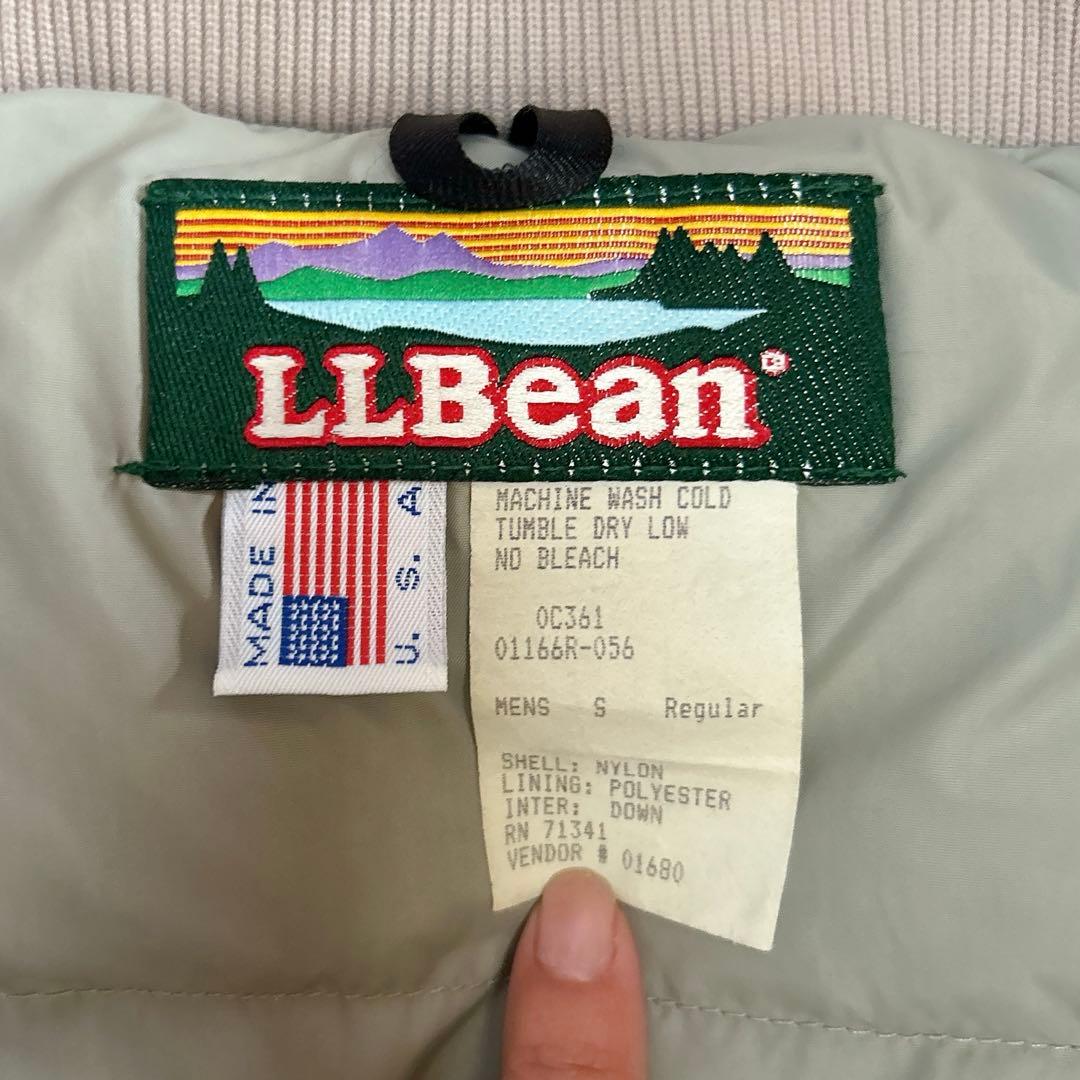 LLBean®
MADE IN
U. S. A.
MACHINE WASH COLD
TUMBLE DRY LOW
NO BLEACH
0C361
01166R-056
MENS S Regular
SHELL: NYLON
LINING: POLYESTER
INTER: DOWN
RN 71341
VENDOR # 01680